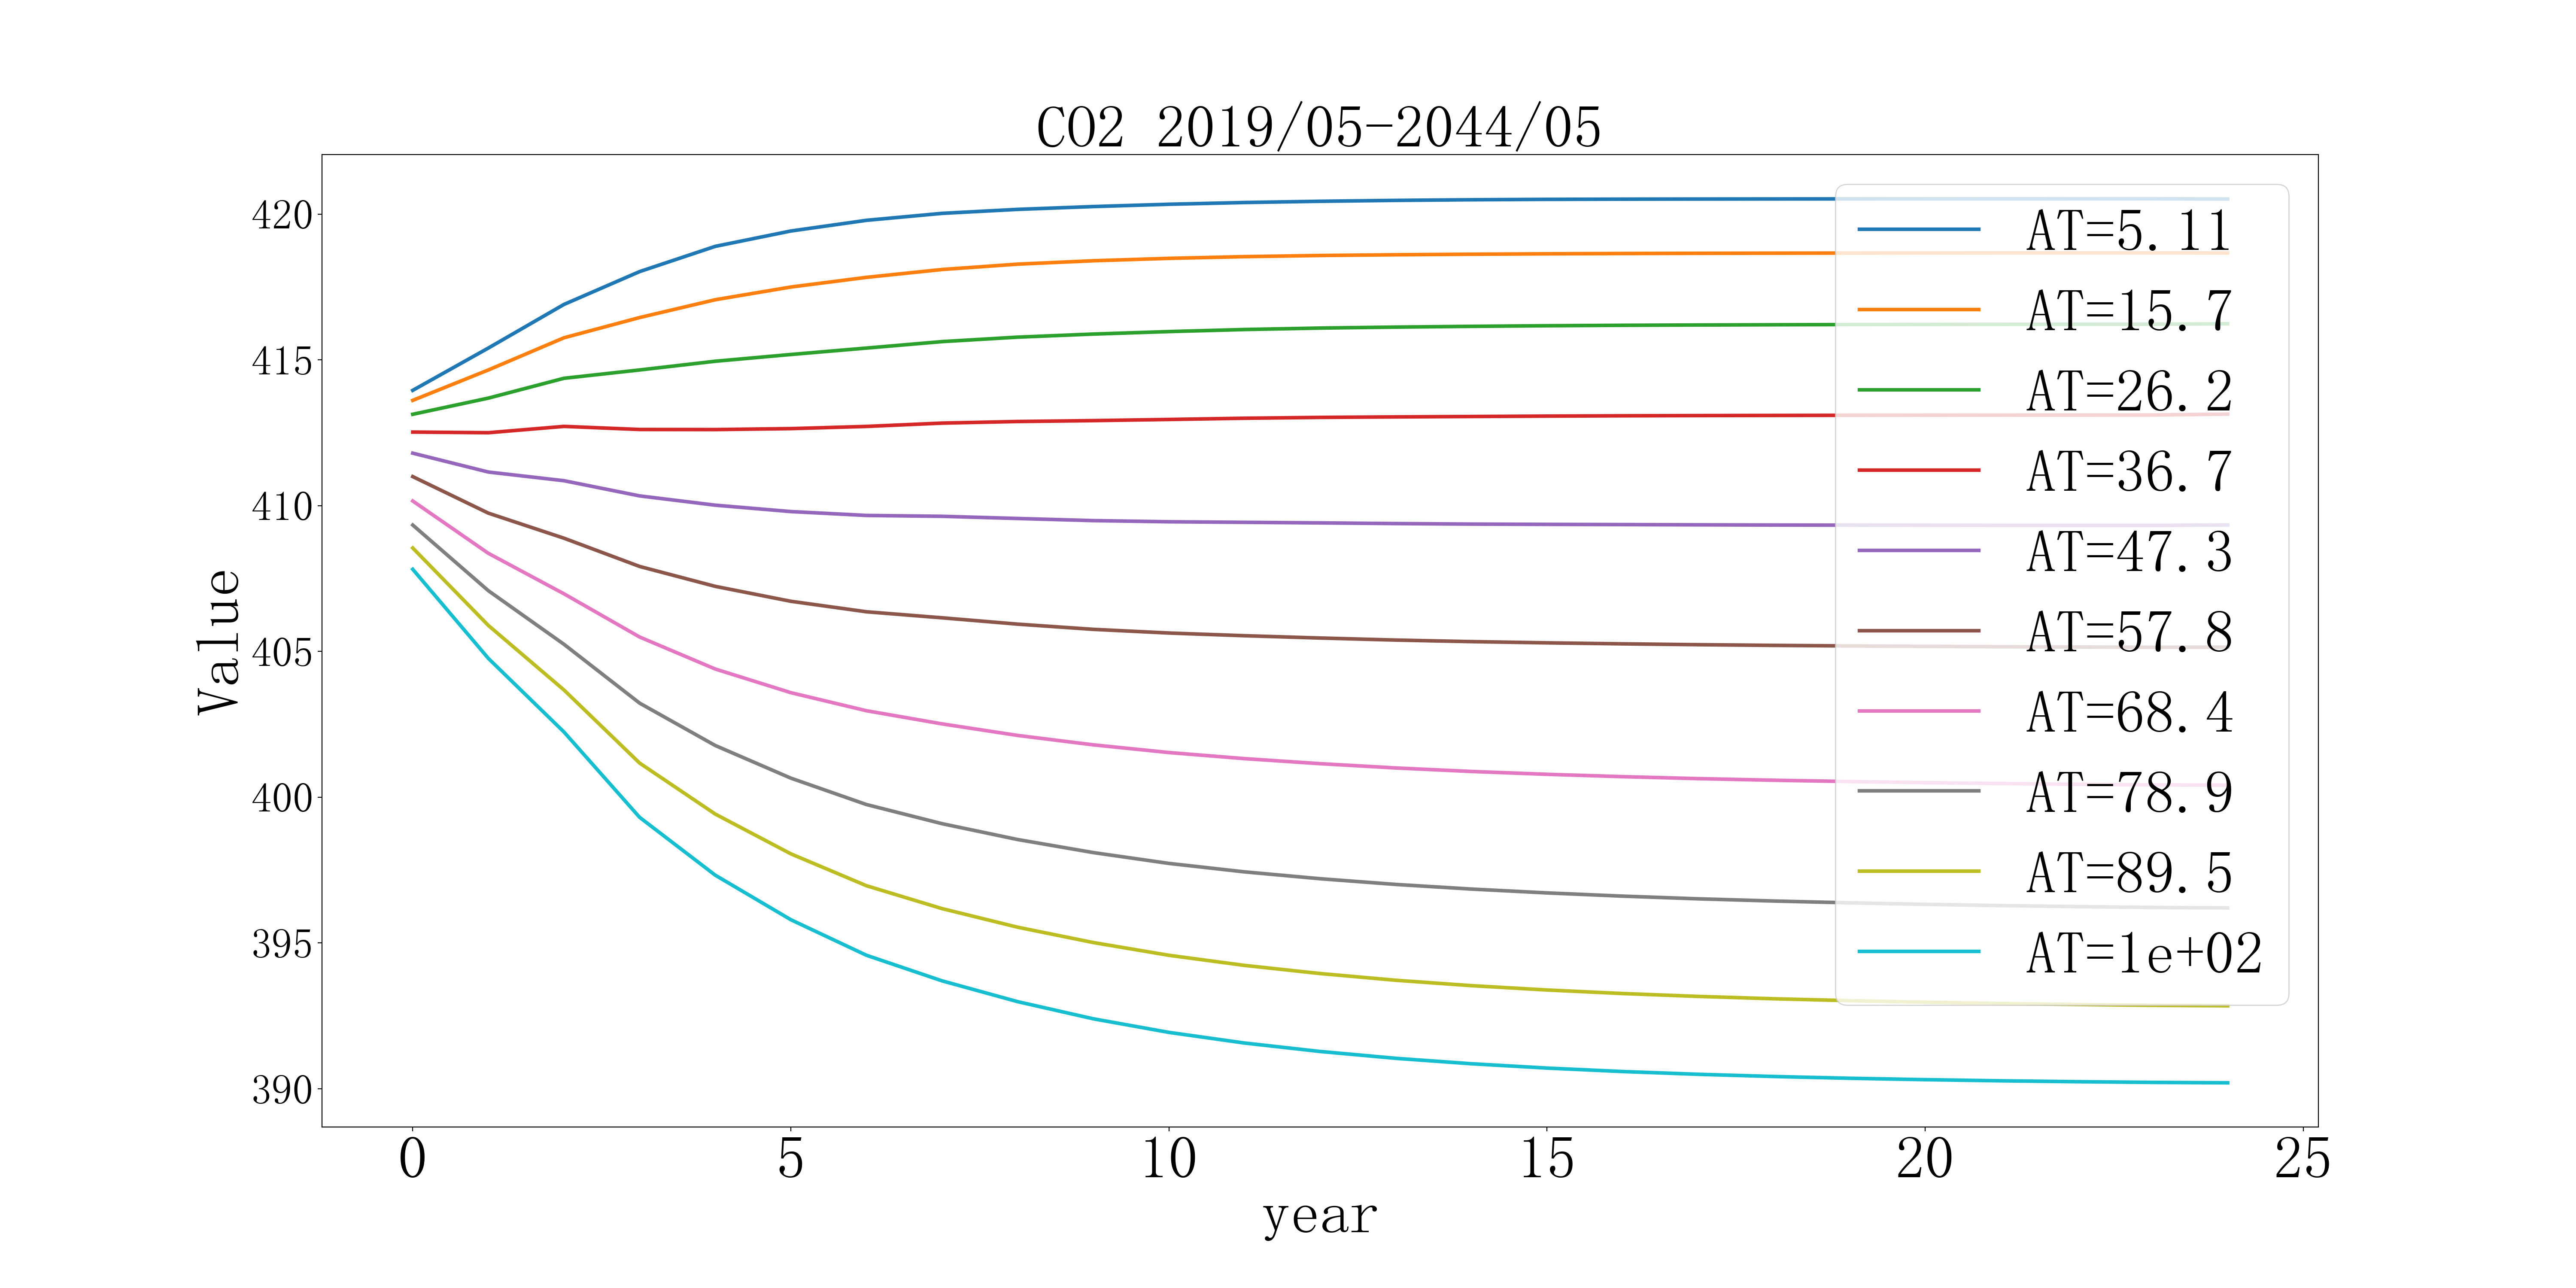 CO2 2019/05-2044/05
Value
420
415
410
405
400
395
390
0 5 10 15 20 25
year
AT=5.11
AT=15.7
AT=26.2
AT=36.7
AT=47.3
AT=57.8
AT=68.4
AT=78.9
AT=89.5
AT=1e+02